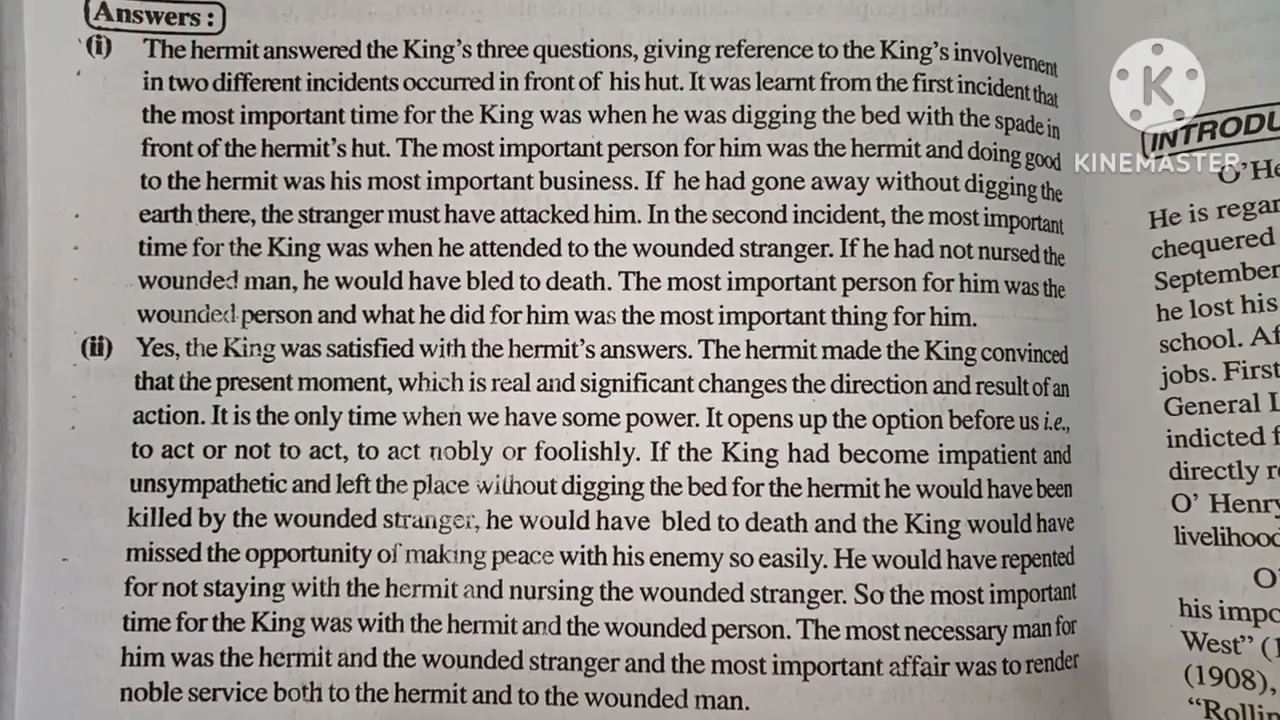 Answers :
(i) The hermit answered the King's three questions, giving reference to the King's involvement
in two different incidents occurred in front of his hut. It was learnt from the first incident that
the most important time for the King was when he was digging the bed with the spade in
front of the hermit's hut. The most important person for him was the hermit and doing good
to the hermit was his most important business. If he had gone away without digging the
earth there, the stranger must have attacked him. In the second incident, the most important
time for the King was when he attended to the wounded stranger. If he had not nursed the
wounded man, he would have bled to death. The most important person for him was the
wounded person and what he did for him was the most important thing for him.
(ii) Yes, the King was satisfied with the hermit's answers. The hermit made the King convinced
that the present moment, which is real and significant changes the direction and result of an
action. It is the only time when we have some power. It opens up the option before us i.e.,
to act or not to act, to act nobly or foolishly. If the King had become impatient and
unsympathetic and left the place without digging the bed for the hermit he would have been
killed by the wounded stranger, he would have bled to death and the King would have
missed the opportunity of making peace with his enemy so easily. He would have repented
for not staying with the hermit and nursing the wounded stranger. So the most important
time for the King was with the hermit and the wounded person. The most necessary man for
him was the hermit and the wounded stranger and the most important affair was to render
noble service both to the hermit and to the wounded man.
K
KINEMASTER
INTRODU
O'He
He is regar
chequered
September
he lost his
school. Af
jobs. First
General L
indicted f
directly r
O' Henry
livelihood
O'
his impo
West" (1
(1908),
"Rollin